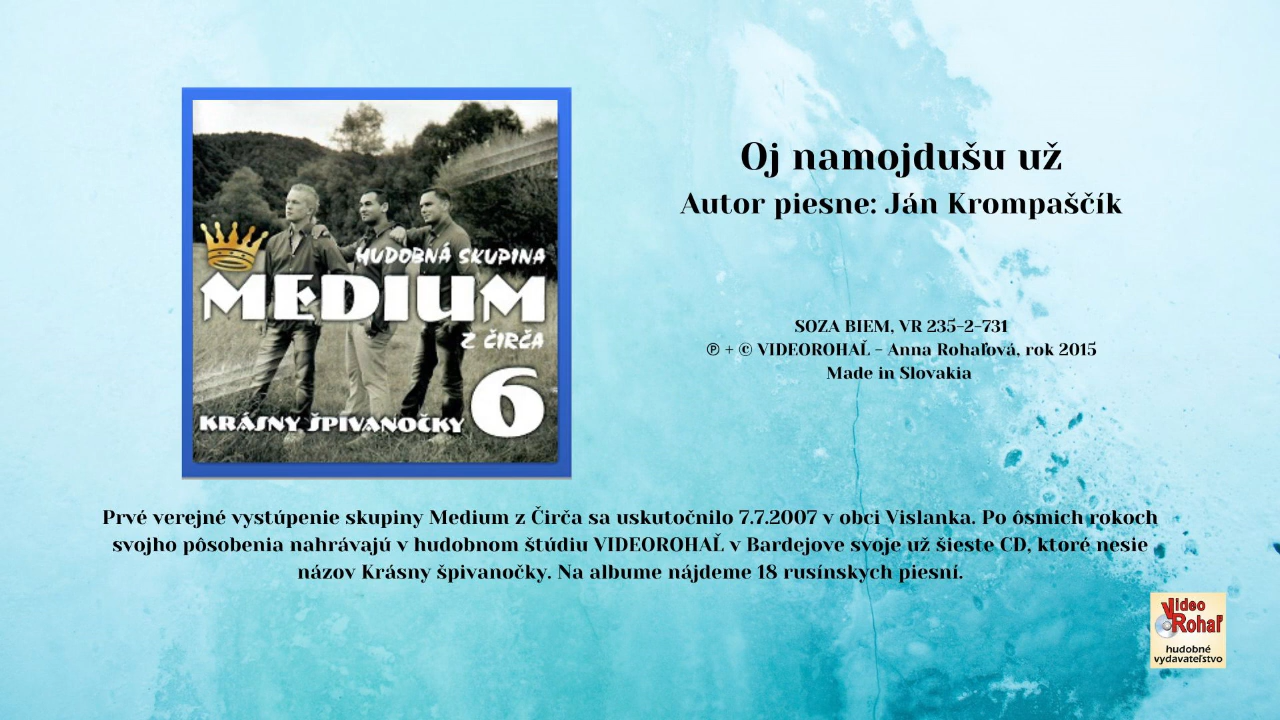 HUDOBNÁ SKUPINA
MEDIUM
Z ČIRČA
6
KRÁSNY ŠPIVANOČKY
Oj namojdušu už
Autor piesne: Ján Krompaščík
SOZA BIEM, VR 235-2-731
℗ + © VIDEOROHAĽ - Anna Rohaľová, rok 2015
Made in Slovakia
Prvé verejné vystúpenie skupiny Medium z Čirča sa uskutočnilo 7.7.2007 v obci Vislanka. Po ôsmich rokoch
svojho pôsobenia nahrávajú v hudobnom štúdiu VIDEOROHAĽ v Bardejove svoje už šieste CD, ktoré nesie
názov Krásny špivanočky. Na albume nájdeme 18 rusínskych piesní.
Video
Rohaľ
hudobné
vydavateľstvo